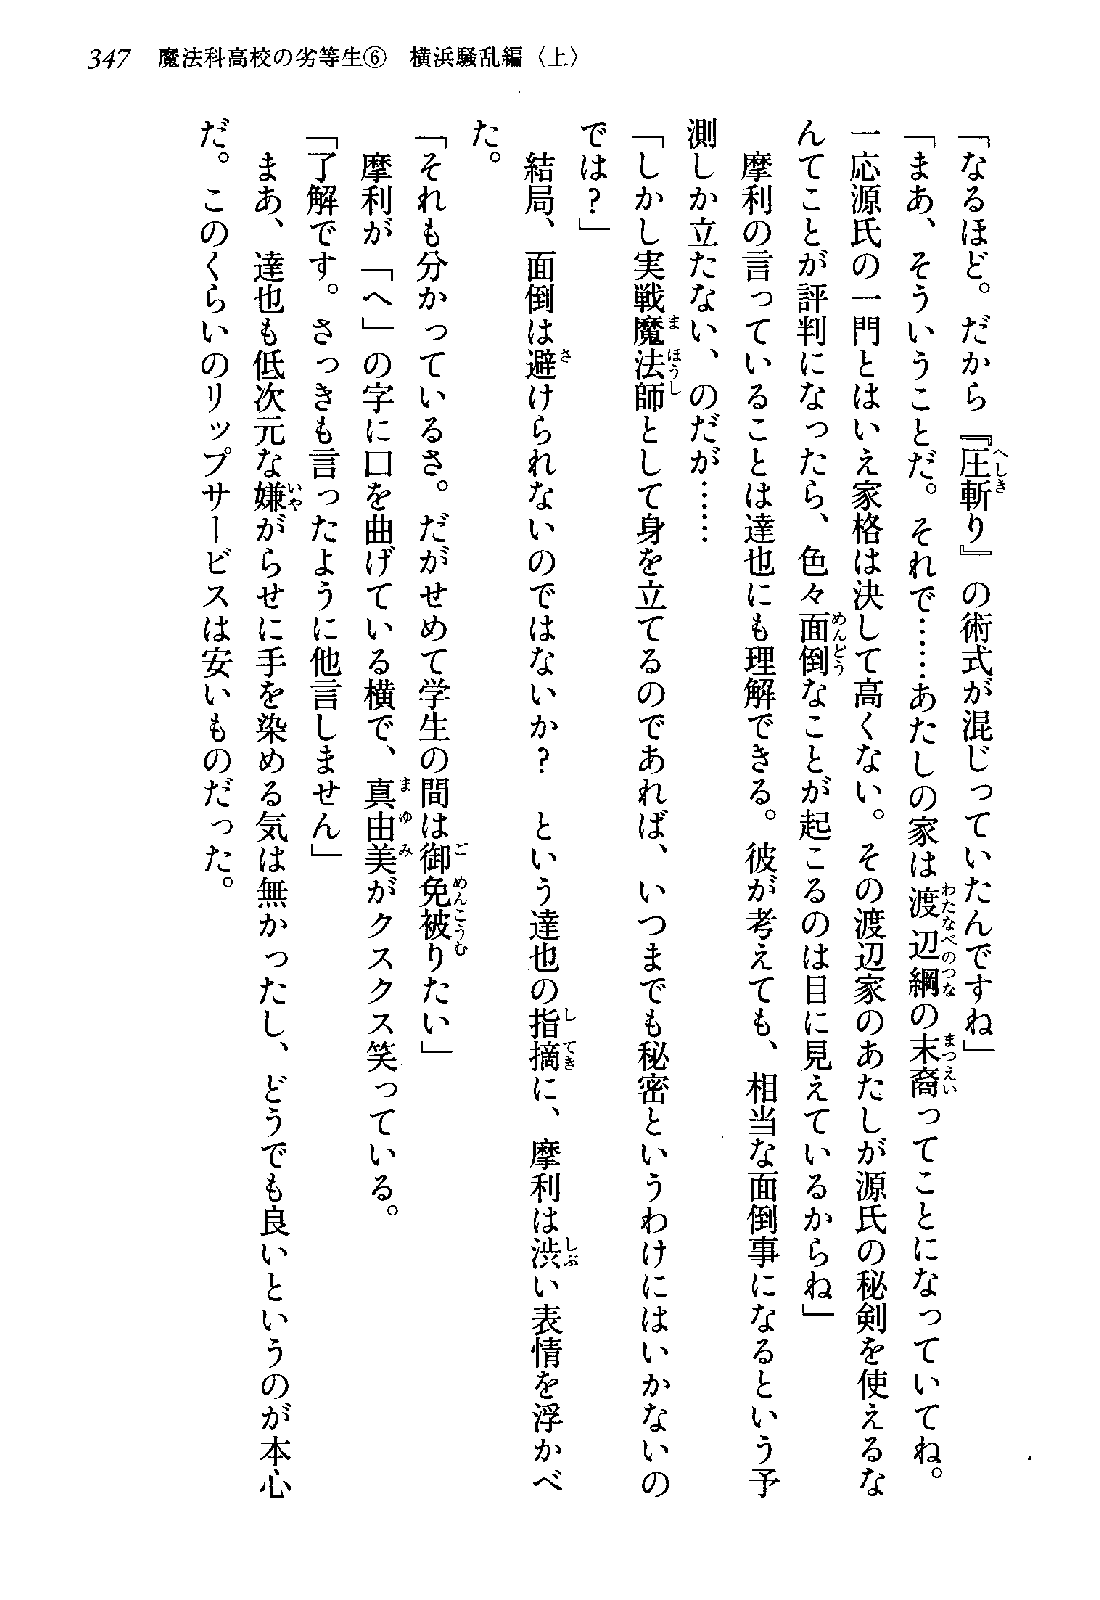 347 魔法科高校の劣等生⑥ 横浜騒乱編〈上〉
「なるほど。だから『圧斬り』の術式が混じっていたんですね」
「まあ、そういうことだ。それで……あたしの家は渡辺綱の末裔ってことになっていてね。
一応源氏の一門とはいえ家格は決して高くない。その渡辺家のあたしが源氏の秘剣を使えるな
んてことが評判になったら、色々面倒なことが起こるのは目に見えているからね」
　摩利の言っていることは達也にも理解できる。彼が考えても、相当な面倒事になるという予
測しか立たない、のだが……
「しかし実戦魔法師として身を立てるのであれば、いつまでも秘密というわけにはいかないの
では？」
　結局、面倒は避けられないのではないか？　という達也の指摘に、摩利は渋い表情を浮かべ
た。
「それも分かっているさ。だがせめて学生の間は御免被りたい」
　摩利が「へ」の字に口を曲げている横で、真由美がクスクス笑っている。
「了解です。さっきも言ったように他言しません」
　まあ、達也も低次元な嫌がらせに手を染める気は無かったし、どうでも良いというのが本心
だ。このくらいのリップサービスは安いものだった。